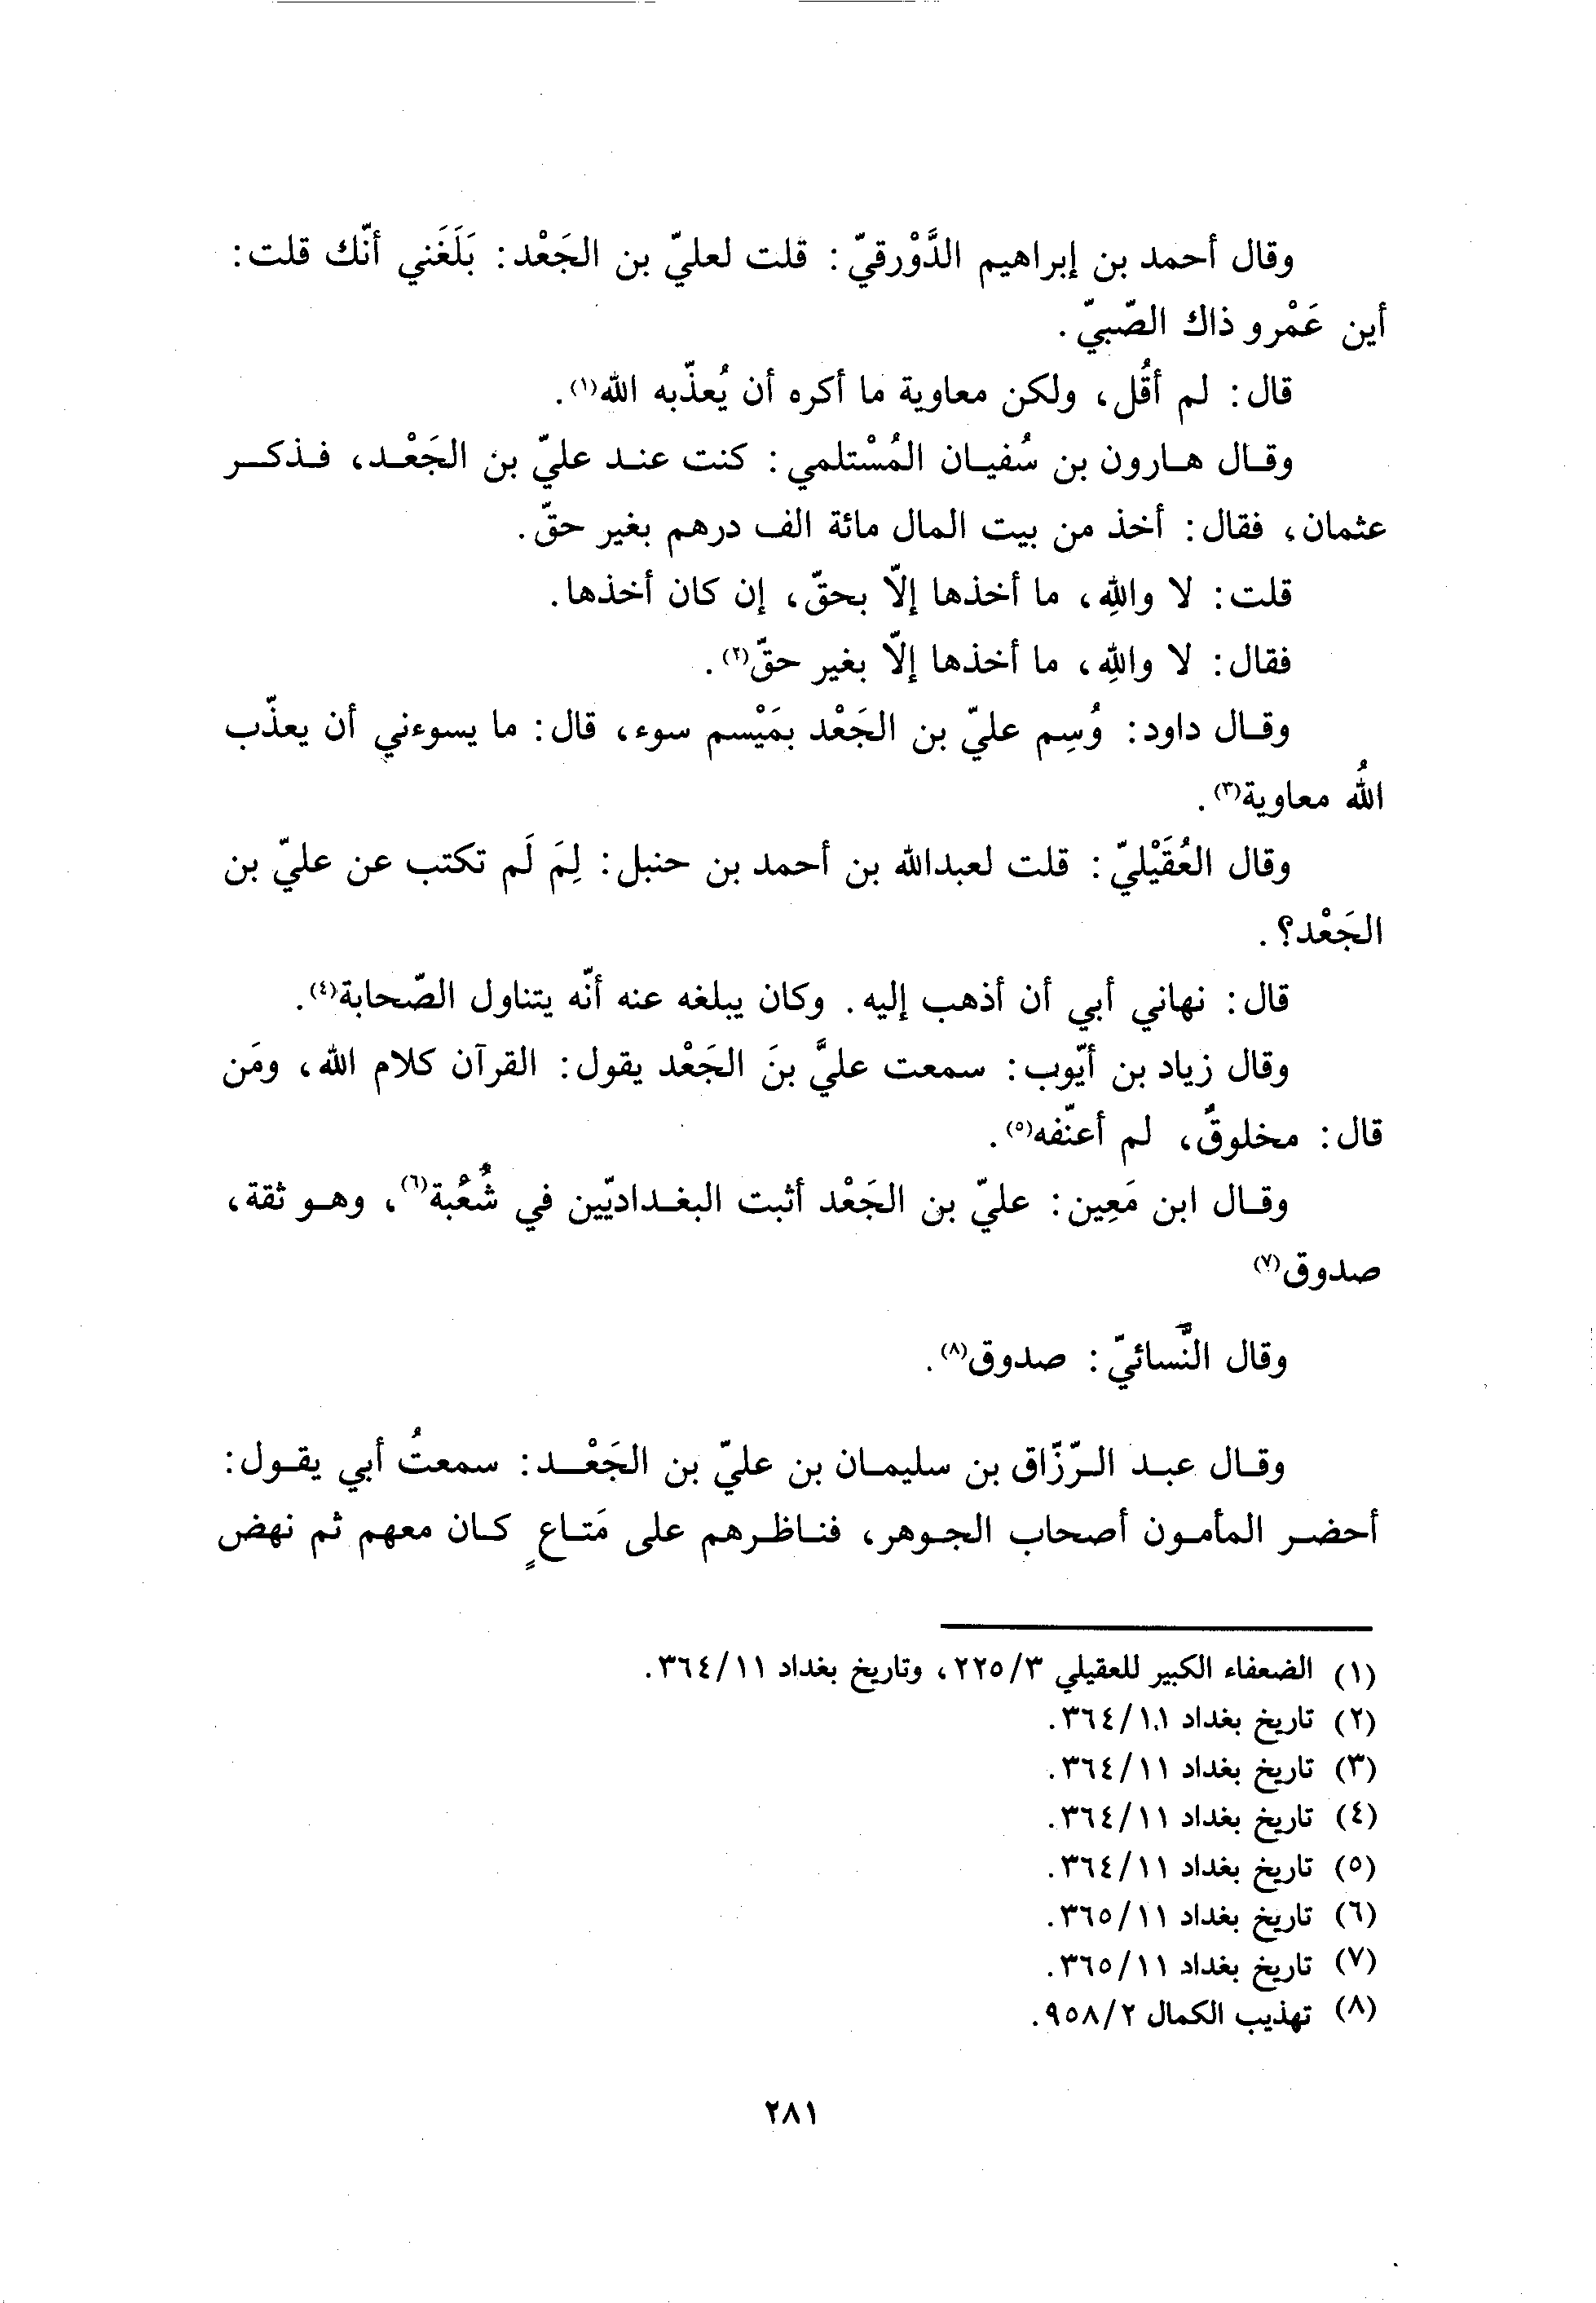 وقال أحمد بن إبراهيم الدَّوْرقيّ: قلت لعليّ بن الجَعْد: بَلَغَني أنّك قلت:
أين عَمْرو ذاك الصّبيّ.
قال: لم أقُل، ولكن معاوية ما أكره أن يُعذّبه الله(١).
وقال هارون بن سُفيان المُسْتلمي: كنت عند عليّ بن الجَعْد، فذكر
عثمان، فقال: أخذ من بيت المال مائة الف درهم بغير حقّ.
قلت: لا واللهِ، ما أخذها إلّا بحقّ، إن كان أخذها.
فقال: لا واللهِ، ما أخذها إلّا بغير حقّ(٢).
وقال داود: وُسِم عليّ بن الجَعْد بمَيْسم سوء، قال: ما يسوءني أن يعذّب
اللهُ معاوية(٣).
وقال العُقَيْليّ: قلت لعبدالله بن أحمد بن حنبل: لِمَ لَم تكتب عن عليّ بن
الجَعْد؟.
قال: نهاني أبي أن أذهب إليه. وكان يبلغه عنه أنّه يتناول الصّحابة(٤).
وقال زياد بن أيّوب: سمعت عليَّ بنَ الجَعْد يقول: القرآن كلام الله، ومَن
قال: مخلوقٌ، لم أعنّفه(٥).
وقال ابن مَعِين: عليّ بن الجَعْد أثبت البغداديّين في شُعْبة(٦)، وهو ثقة،
صدوق(٧)
وقال النَّسائيّ: صدوق(٨).
وقال عبد الرّزّاق بن سليمان بن عليّ بن الجَعْد: سمعتُ أبي يقول:
أحضر المأمون أصحاب الجوهر، فناظرهم على مَتاعٍ كان معهم ثم نهض
(١) الضعفاء الكبير للعقيلي ٢٢٥/٣، وتاريخ بغداد ٣٦٤/١١.
(٢) تاريخ بغداد ٣٦٤/١١.
(٣) تاريخ بغداد ٣٦٤/١١.
(٤) تاريخ بغداد ٣٦٤/١١.
(٥) تاريخ بغداد ٣٦٤/١١.
(٦) تاريخ بغداد ٣٦٥/١١.
(٧) تاريخ بغداد ٣٦٥/١١.
(٨) تهذيب الكمال ٩٥٨/٢.
٢٨١